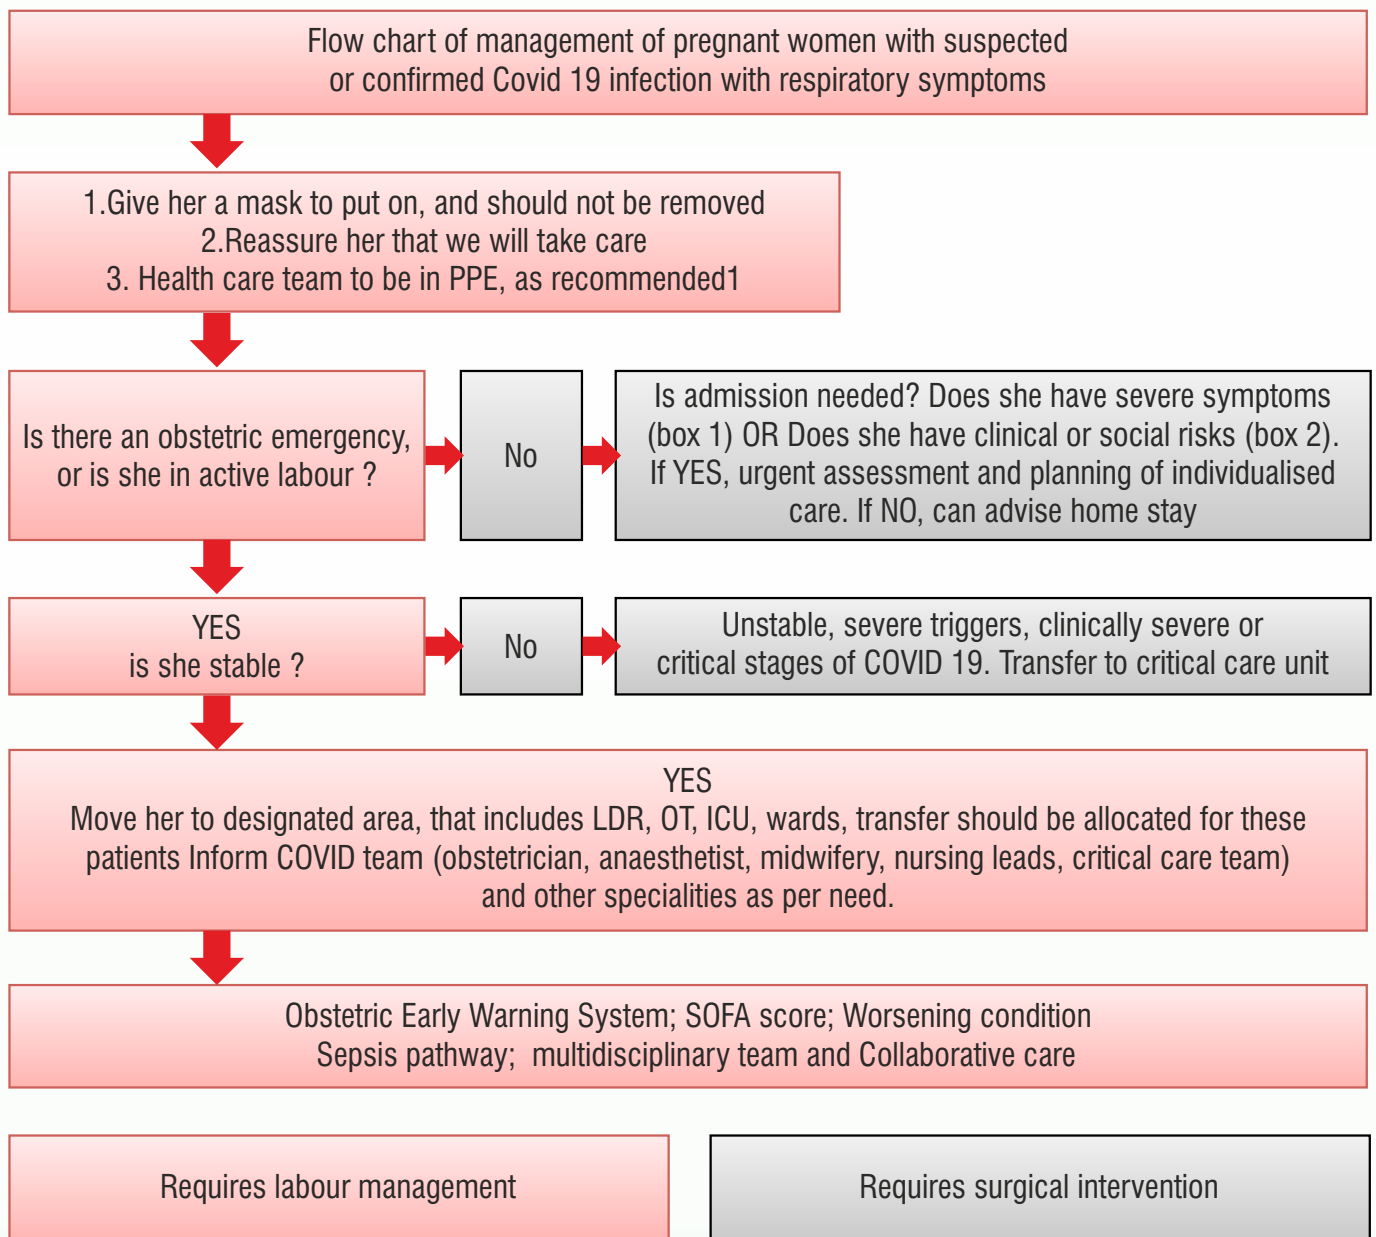 Flow chart of management of pregnant women with suspected
or confirmed Covid 19 infection with respiratory symptoms
1.Give her a mask to put on, and should not be removed
2.Reassure her that we will take care
3. Health care team to be in PPE, as recommended1
Is there an obstetric emergency,
or is she in active labour ?
No
Is admission needed? Does she have severe symptoms
(box 1) OR Does she have clinical or social risks (box 2).
If YES, urgent assessment and planning of individualised
care. If NO, can advise home stay
YES
is she stable ?
No
Unstable, severe triggers, clinically severe or
critical stages of COVID 19. Transfer to critical care unit
YES
Move her to designated area, that includes LDR, OT, ICU, wards, transfer should be allocated for these
patients Inform COVID team (obstetrician, anaesthetist, midwifery, nursing leads, critical care team)
and other specialities as per need.
Obstetric Early Warning System; SOFA score; Worsening condition
Sepsis pathway;  multidisciplinary team and Collaborative care
Requires labour management
Requires surgical intervention